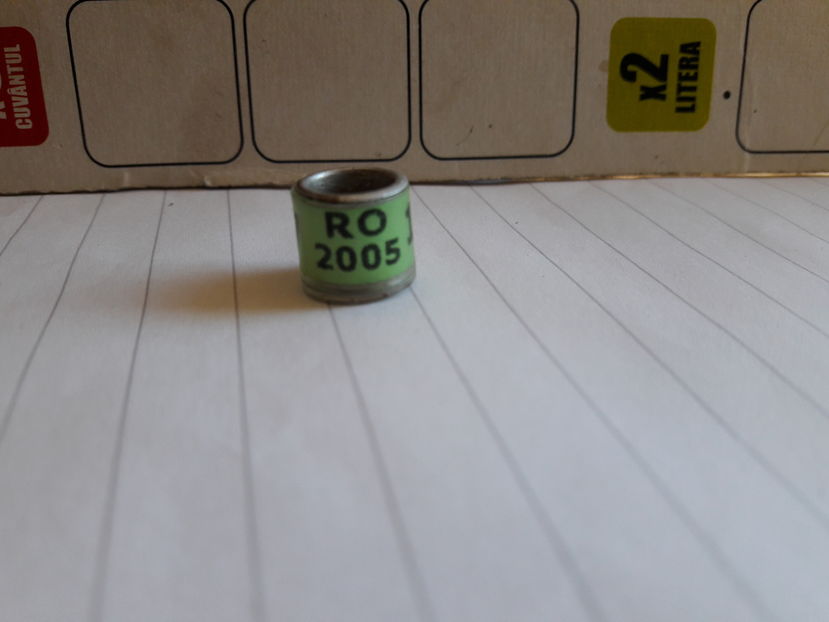 CUVÂNTUL
x2
LITERA
RO
2005